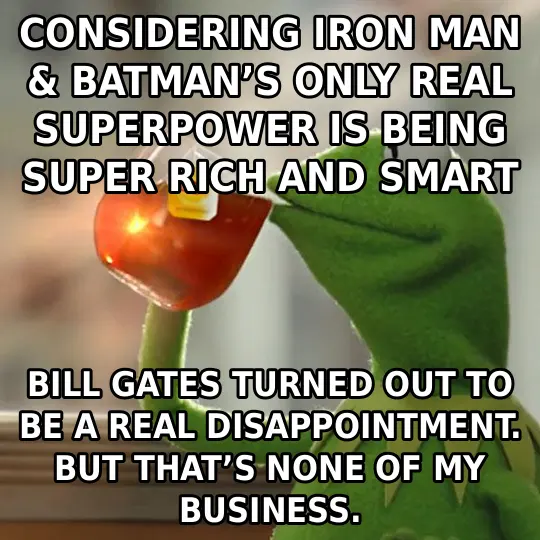 CONSIDERING IRON MAN
& BATMAN’S ONLY REAL
SUPERPOWER IS BEING
SUPER RICH AND SMART
BILL GATES TURNED OUT TO
BE A REAL DISAPPOINTMENT.
BUT THAT’S NONE OF MY
BUSINESS.